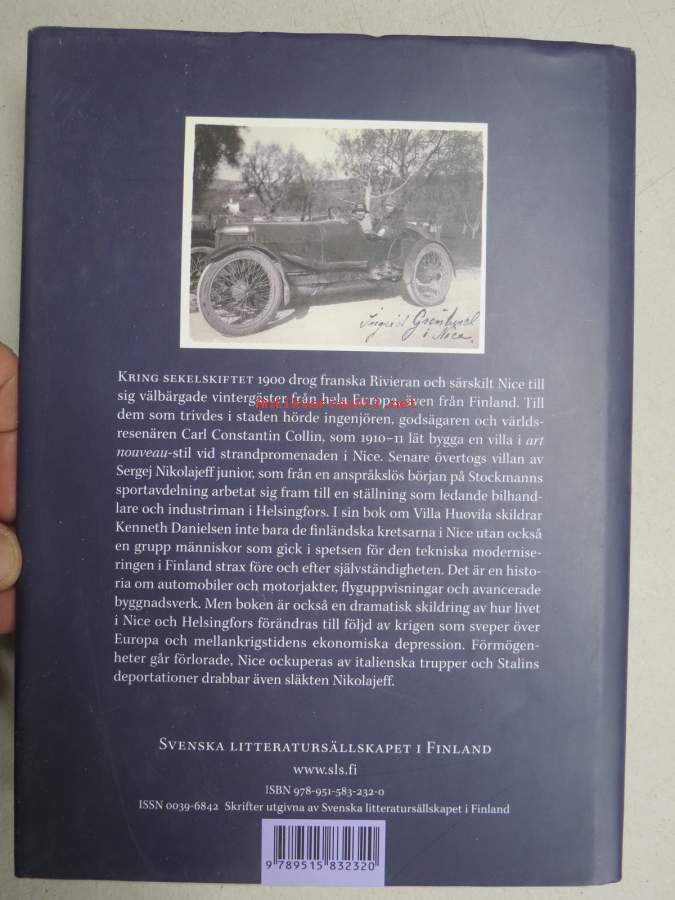 Ingrid Grönlund
i Nice.
KRING SEKELSKIFTET 1900 drog franska Rivieran och särskilt Nice till
sig välbärgade vintergäster från hela Europa, även från Finland. Till
dem som trivdes i staden hörde ingenjören, godsägaren och världs-
resenären Carl Constantin Collin, som 1910–11 lät bygga en villa i art
nouveau-stil vid strandpromenaden i Nice. Senare övertogs villan av
Sergej Nikolajeff junior, som från en anspråkslös början på Stockmanns
sportavdelning arbetat sig fram till en ställning som ledande bilhand-
lare och industriman i Helsingfors. I sin bok om Villa Huovila skildrar
Kenneth Danielsen inte bara de finländska kretsarna i Nice utan också
en grupp människor som gick i spetsen för den tekniska modernise-
ringen i Finland strax före och efter självständigheten. Det är en histo-
ria om automobiler och motorjakter, flyguppvisningar och avancerade
byggnadsverk. Men boken är också en dramatisk skildring av hur livet
i Nice och Helsingfors förändras till följd av krigen som sveper över
Europa och mellankrigstidens ekonomiska depression. Förmögen-
heter går förlorade, Nice ockuperas av italienska trupper och Stalins
deportationer drabbar även släkten Nikolajeff.
SVENSKA LITTERATURSÄLLSKAPET I FINLAND
www.sls.fi
ISBN 978-951-583-232-0
ISSN 0039-6842 Skrifter utgivna av Svenska litteratursällskapet i Finland
9 789515 832320